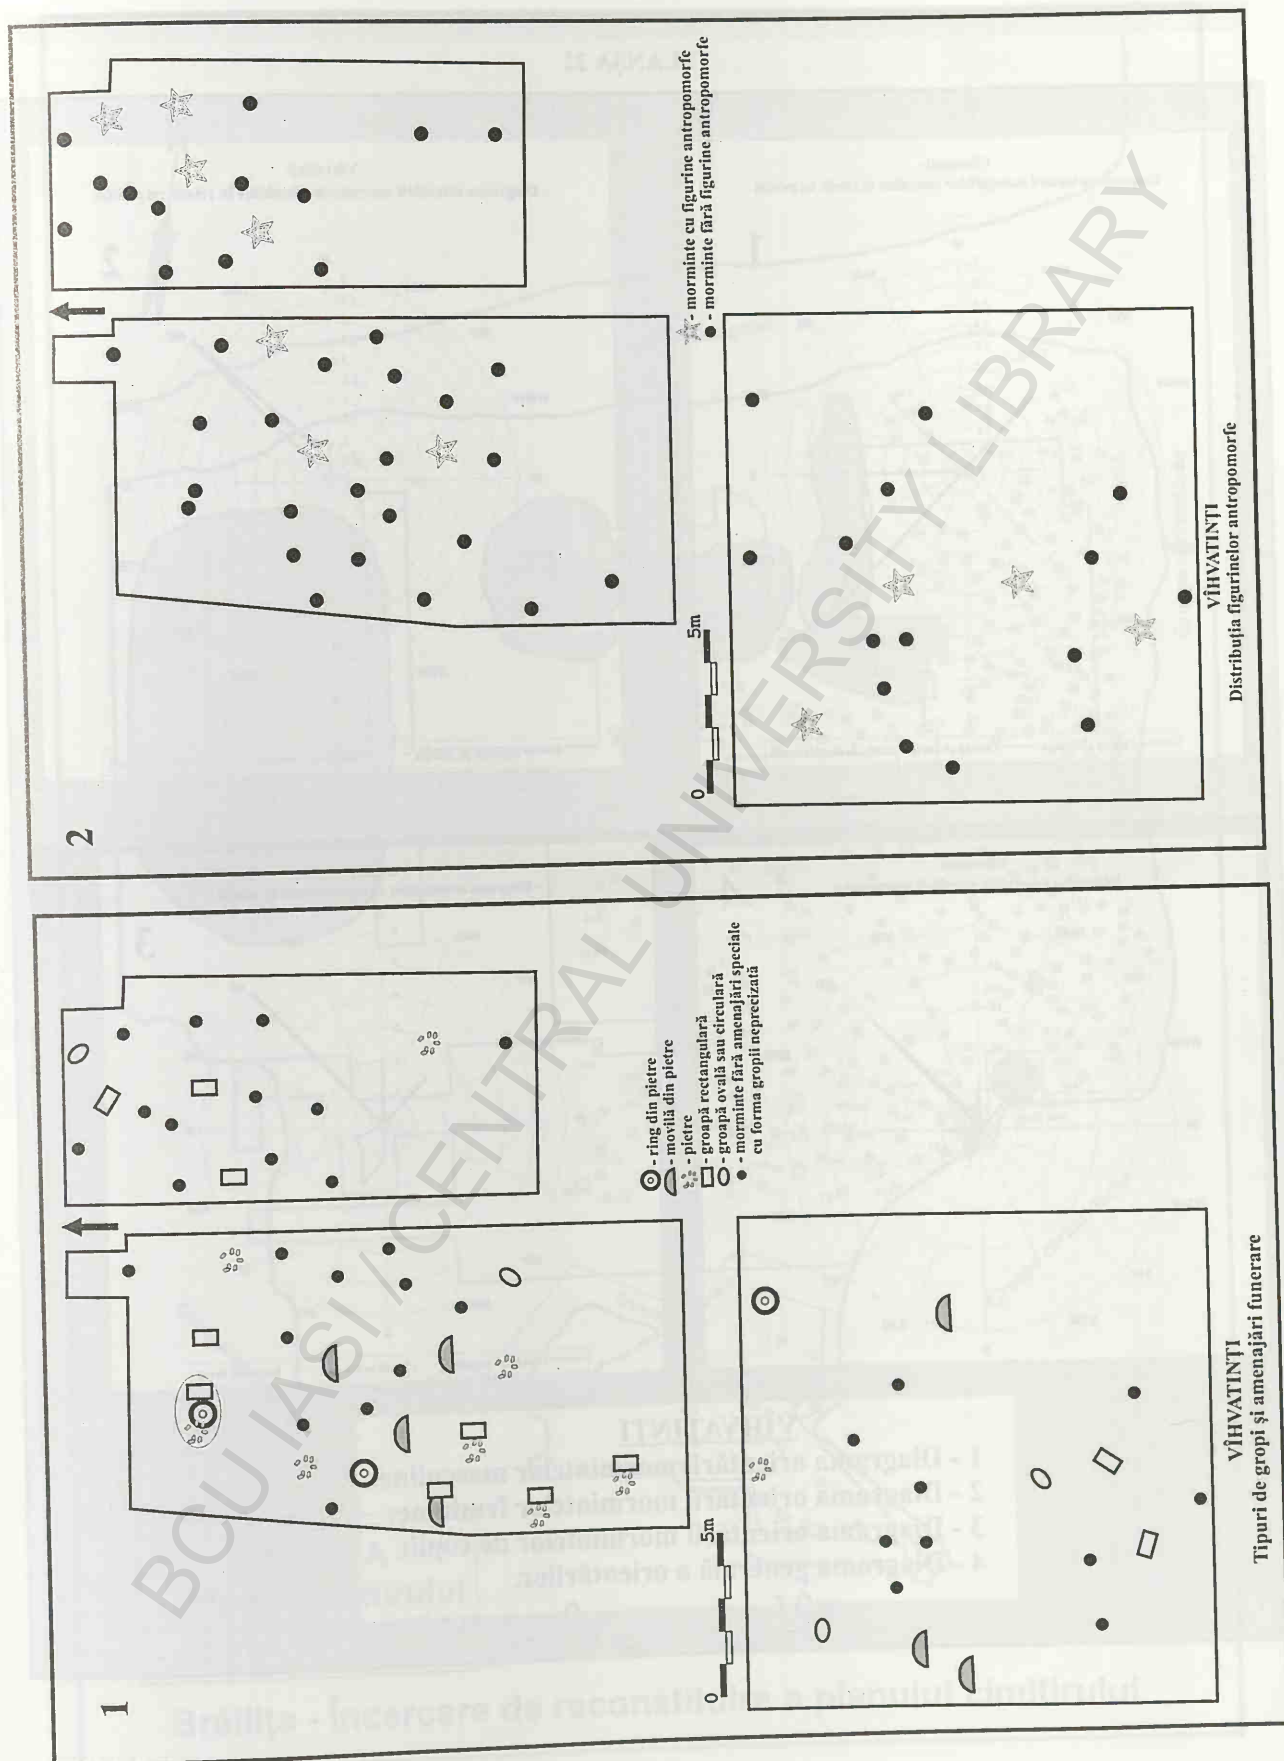 1
ring din pietre
movilă din pietre
pietre
groapă rectangulară
groapă ovală sau circulară
morminte fără amenajări speciale
cu forma gropii neprecizată
0
5m
VÎHVATINȚI
Tipuri de gropi și amenajări funerare
2
- morminte cu figurine antropomorfe
- morminte fără figurine antropomorfe
0
5m
VÎHVATINȚI
Distribuția figurinelor antropomorfe
BCU IASI / CENTRAL UNIVERSITY LIBRARY